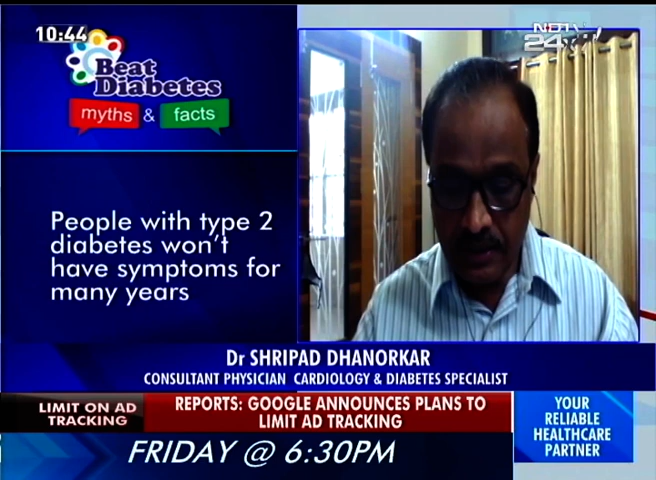 10:44
Beat
Diabetes
myths & facts
NDTV
24x7
People with type 2
diabetes won't
have symptoms for
many years
Dr SHRIPAD DHANORKAR
CONSULTANT PHYSICIAN CARDIOLOGY & DIABETES SPECIALIST
LIMIT ON AD
TRACKING
REPORTS: GOOGLE ANNOUNCES PLANS TO
LIMIT AD TRACKING
FRIDAY @ 6:30PM
YOUR
RELIABLE
HEALTHCARE
PARTNER